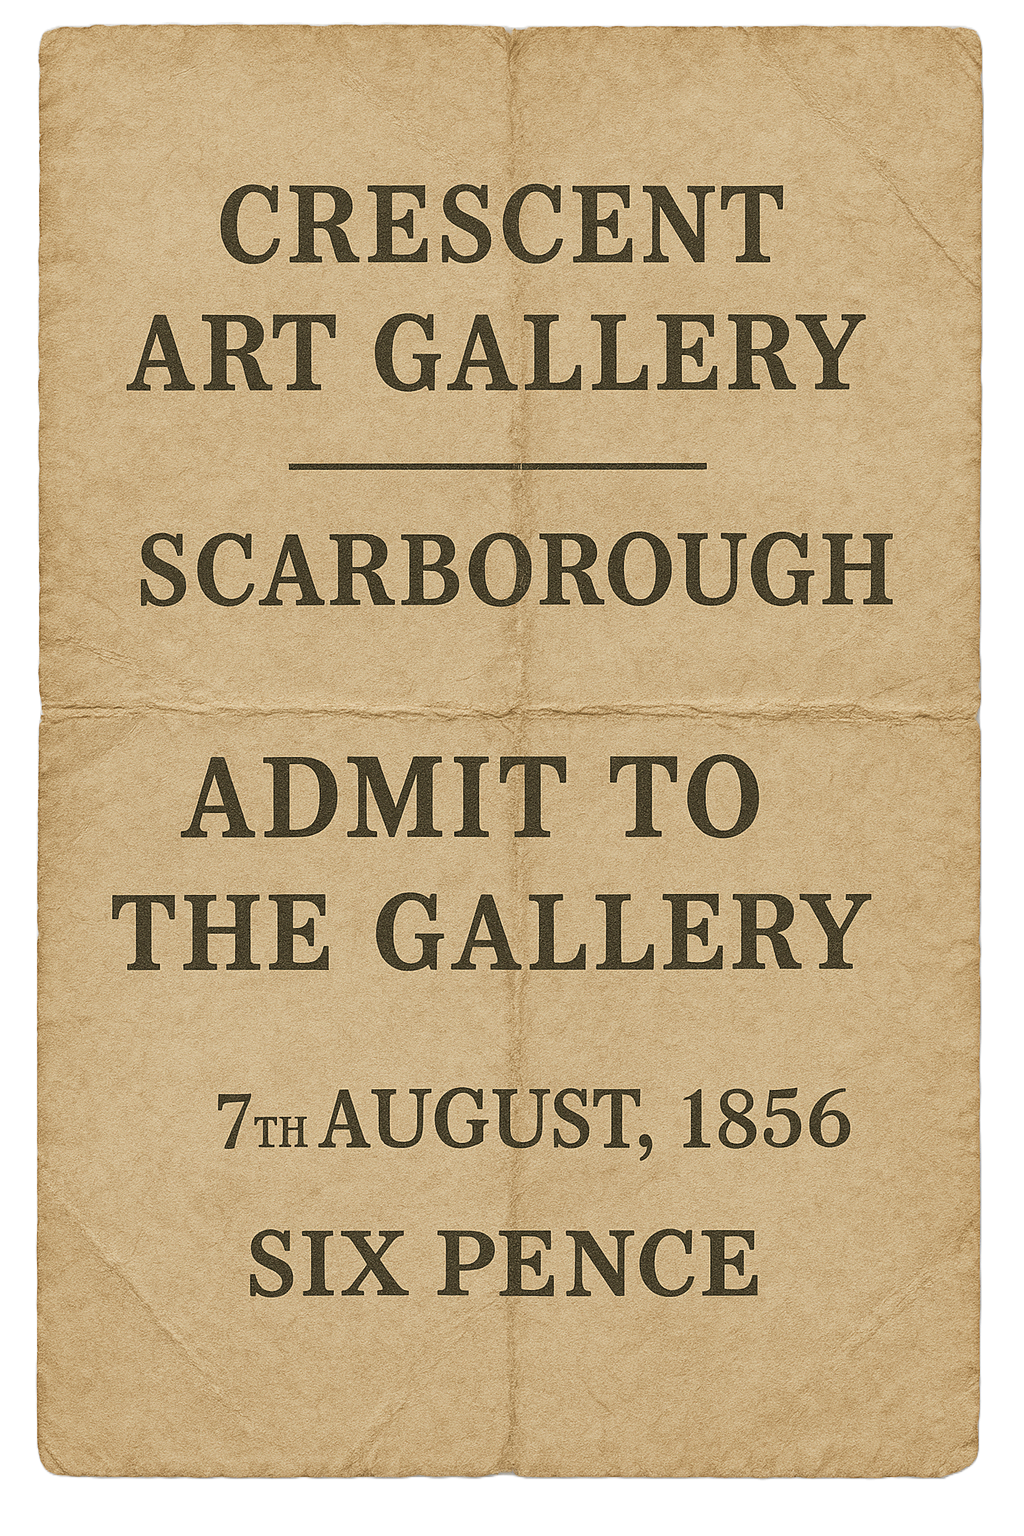 CRESCENT
ART GALLERY
SCARBOROUGH
ADMIT TO
THE GALLERY
7TH AUGUST, 1856
SIX PENCE